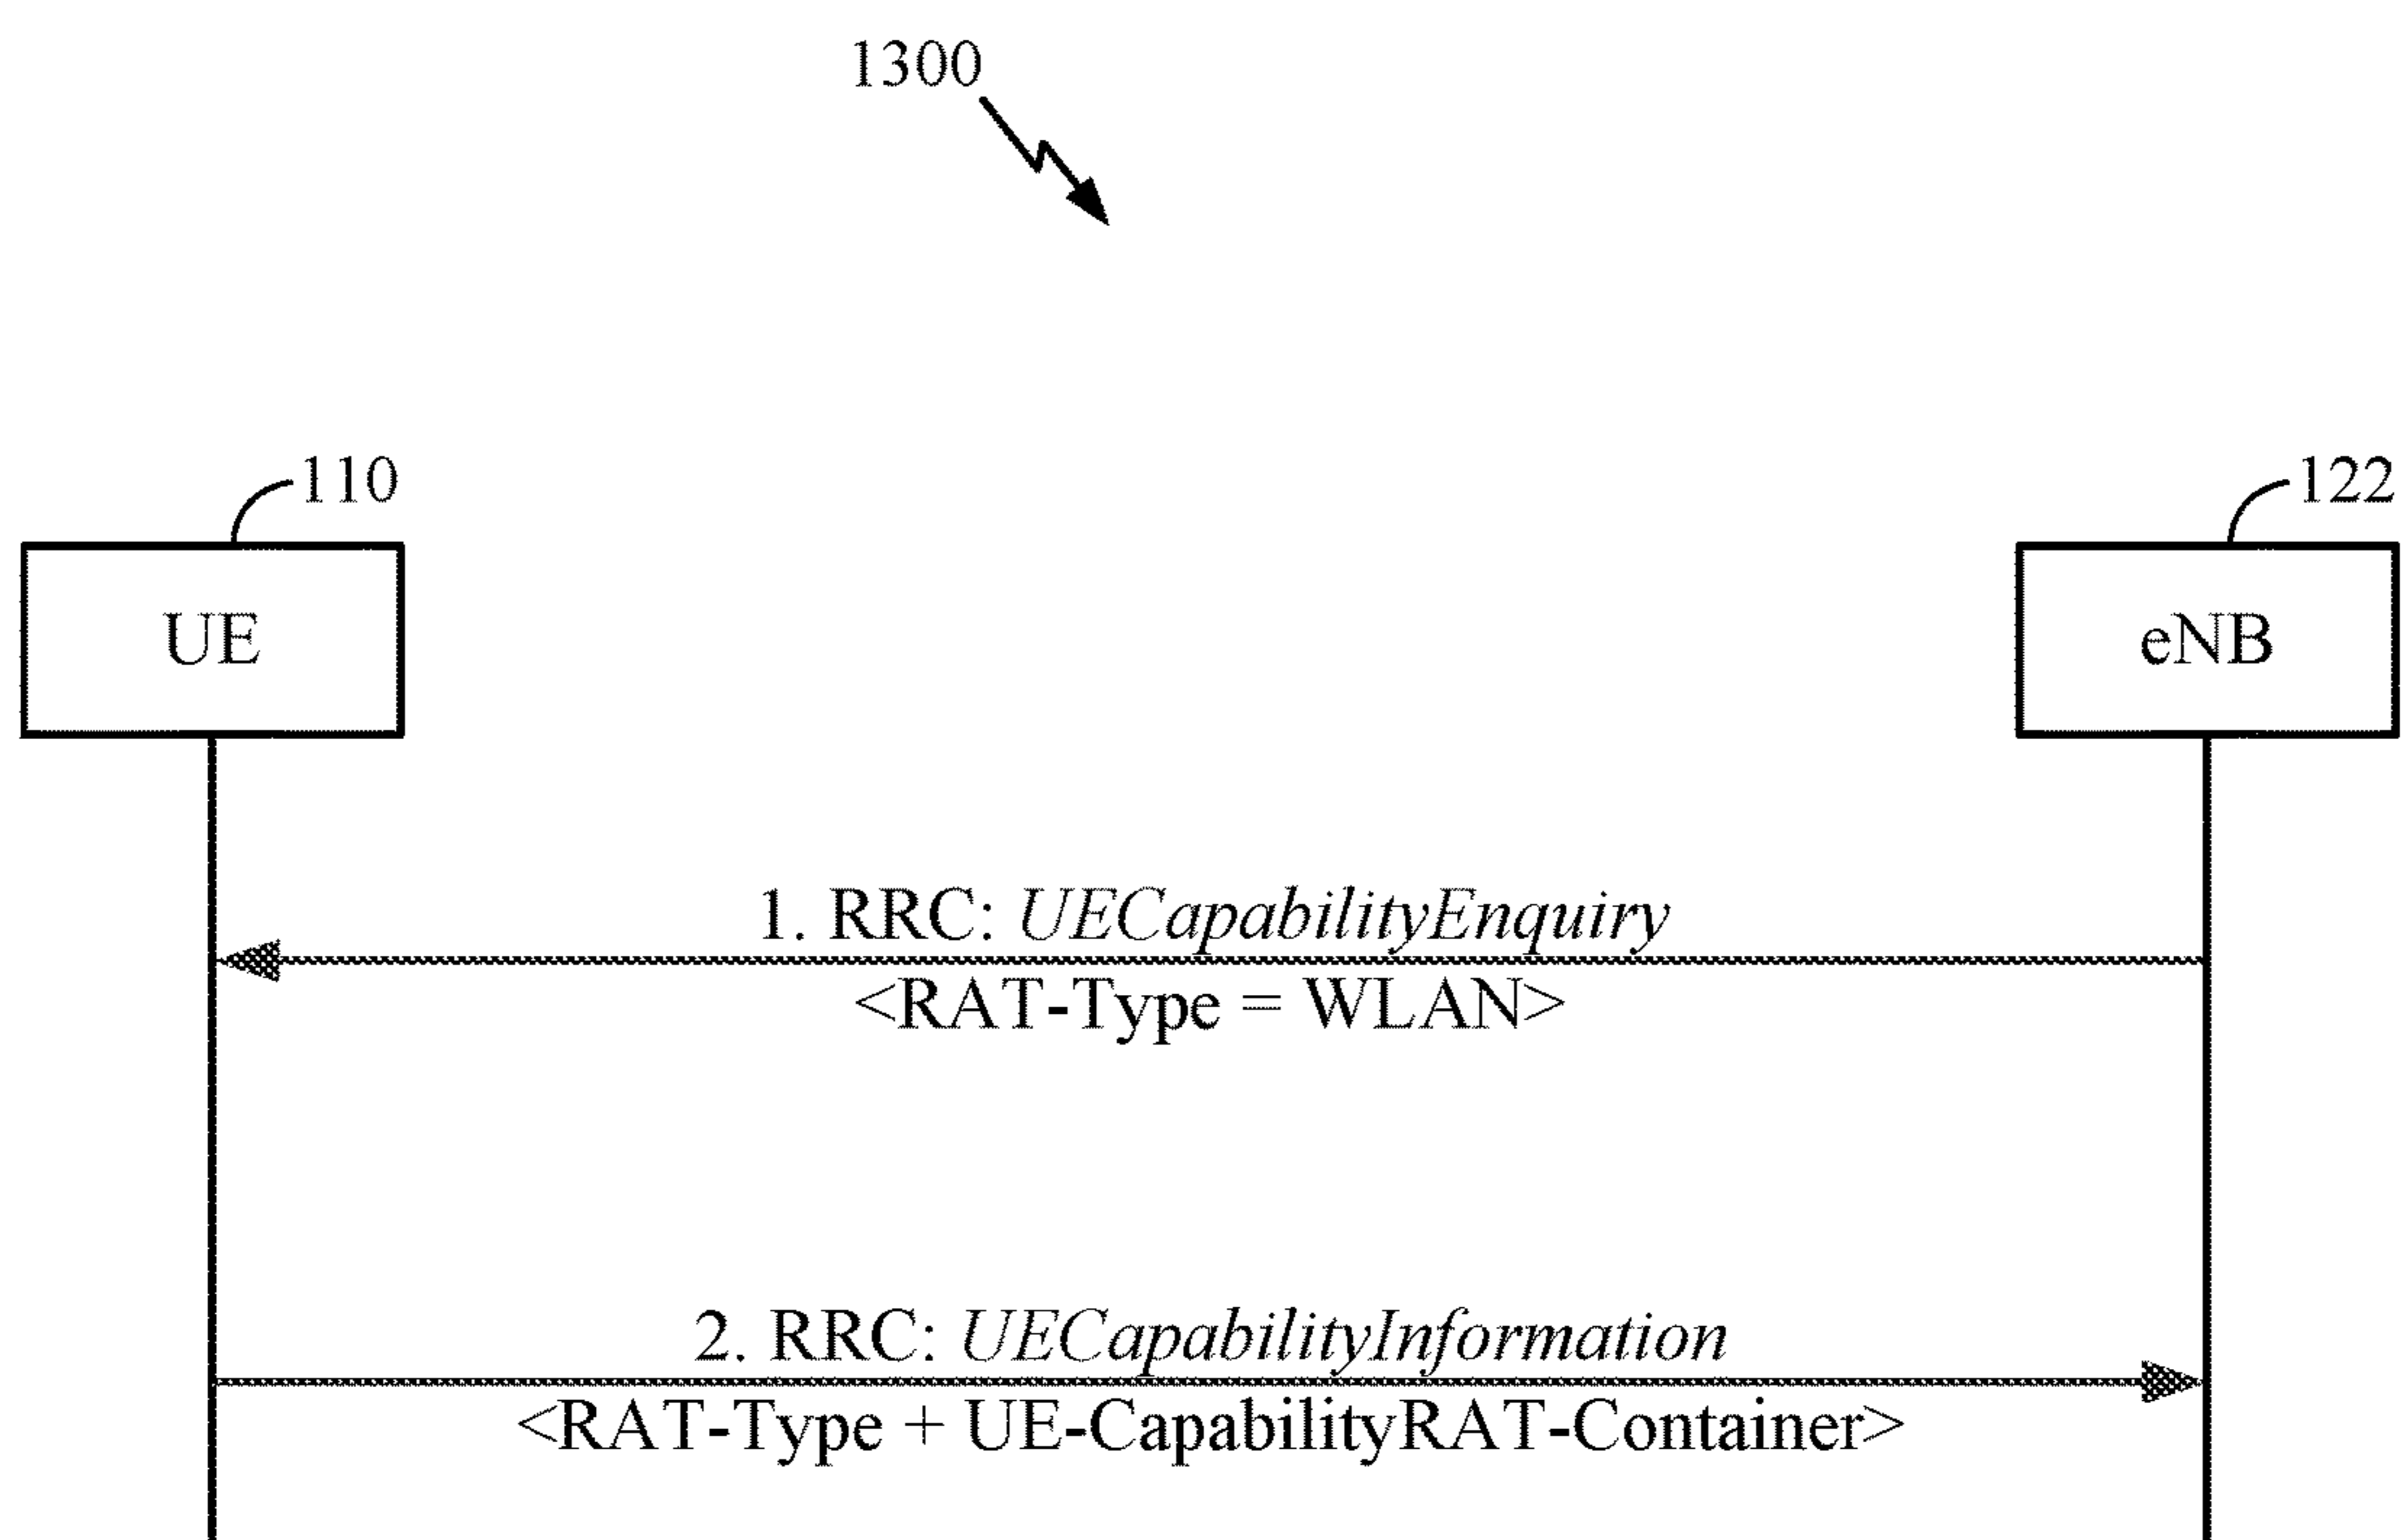 1300
110
122
UE
eNB
1. RRC: UECapabilityEnquiry
<RAT-Type = WLAN>
2. RRC: UECapabilityInformation
<RAT-Type + UE-CapabilityRAT-Container>